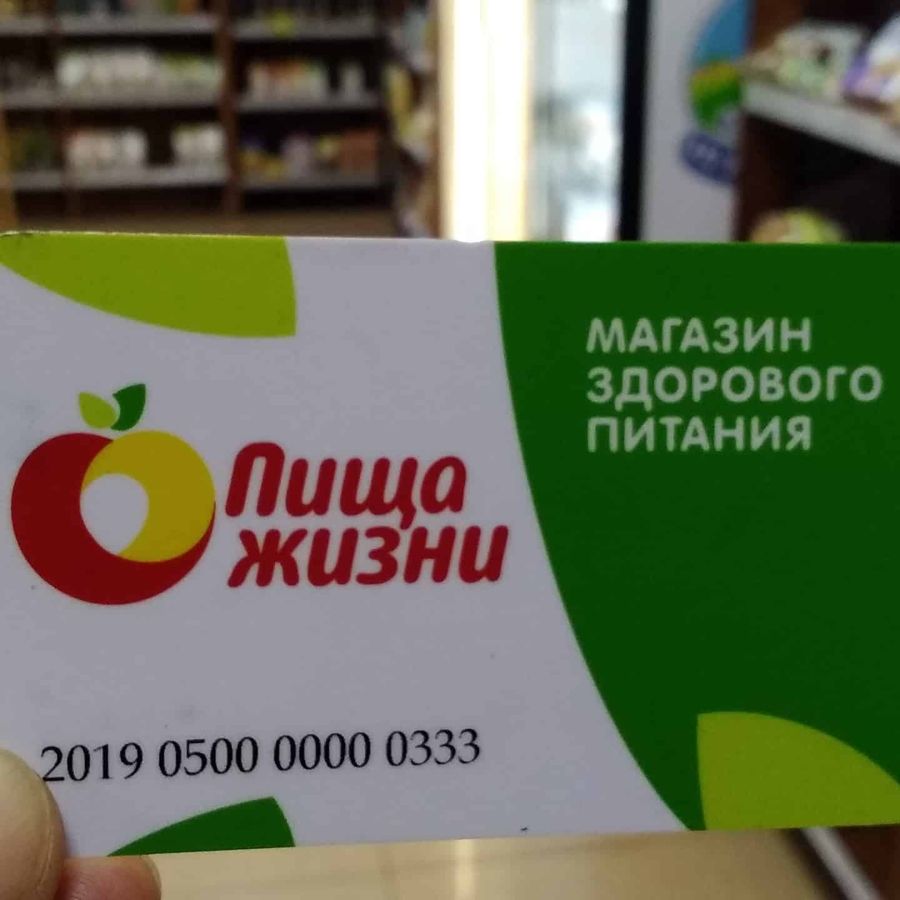 Пища
жизни
МАГАЗИН
ЗДОРОВОГО
ПИТАНИЯ
2019 0500 0000 0333